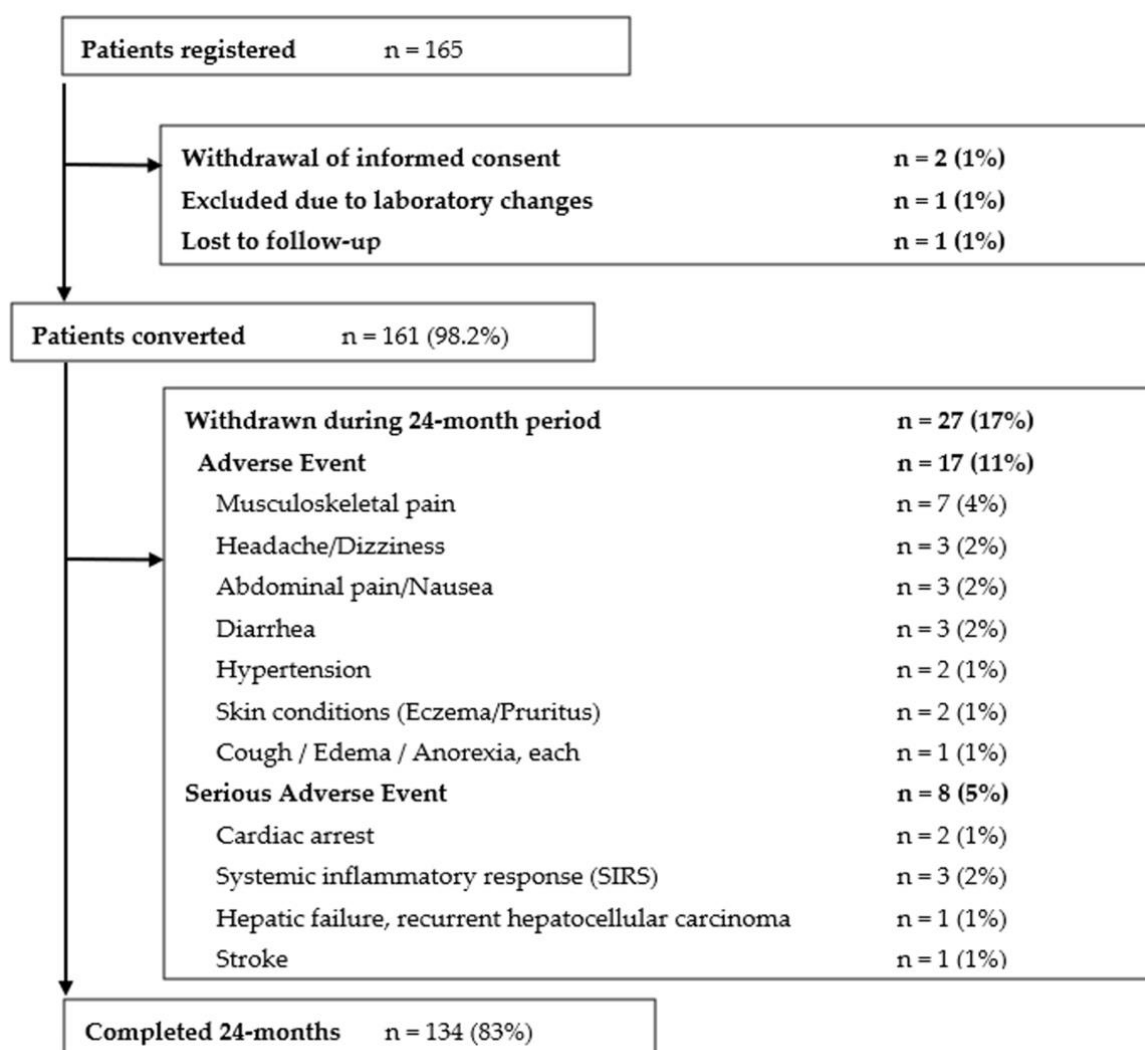 Patients registered n = 165
Withdrawal of informed consent n = 2 (1%)
Excluded due to laboratory changes n = 1 (1%)
Lost to follow-up n = 1 (1%)
Patients converted n = 161 (98.2%)
Withdrawn during 24-month period n = 27 (17%)
Adverse Event n = 17 (11%)
Musculoskeletal pain n = 7 (4%)
Headache/Dizziness n = 3 (2%)
Abdominal pain/Nausea n = 3 (2%)
Diarrhea n = 3 (2%)
Hypertension n = 2 (1%)
Skin conditions (Eczema/Pruritus) n = 2 (1%)
Cough / Edema / Anorexia, each n = 1 (1%)
Serious Adverse Event n = 8 (5%)
Cardiac arrest n = 2 (1%)
Systemic inflammatory response (SIRS) n = 3 (2%)
Hepatic failure, recurrent hepatocellular carcinoma n = 1 (1%)
Stroke n = 1 (1%)
Completed 24-months n = 134 (83%)